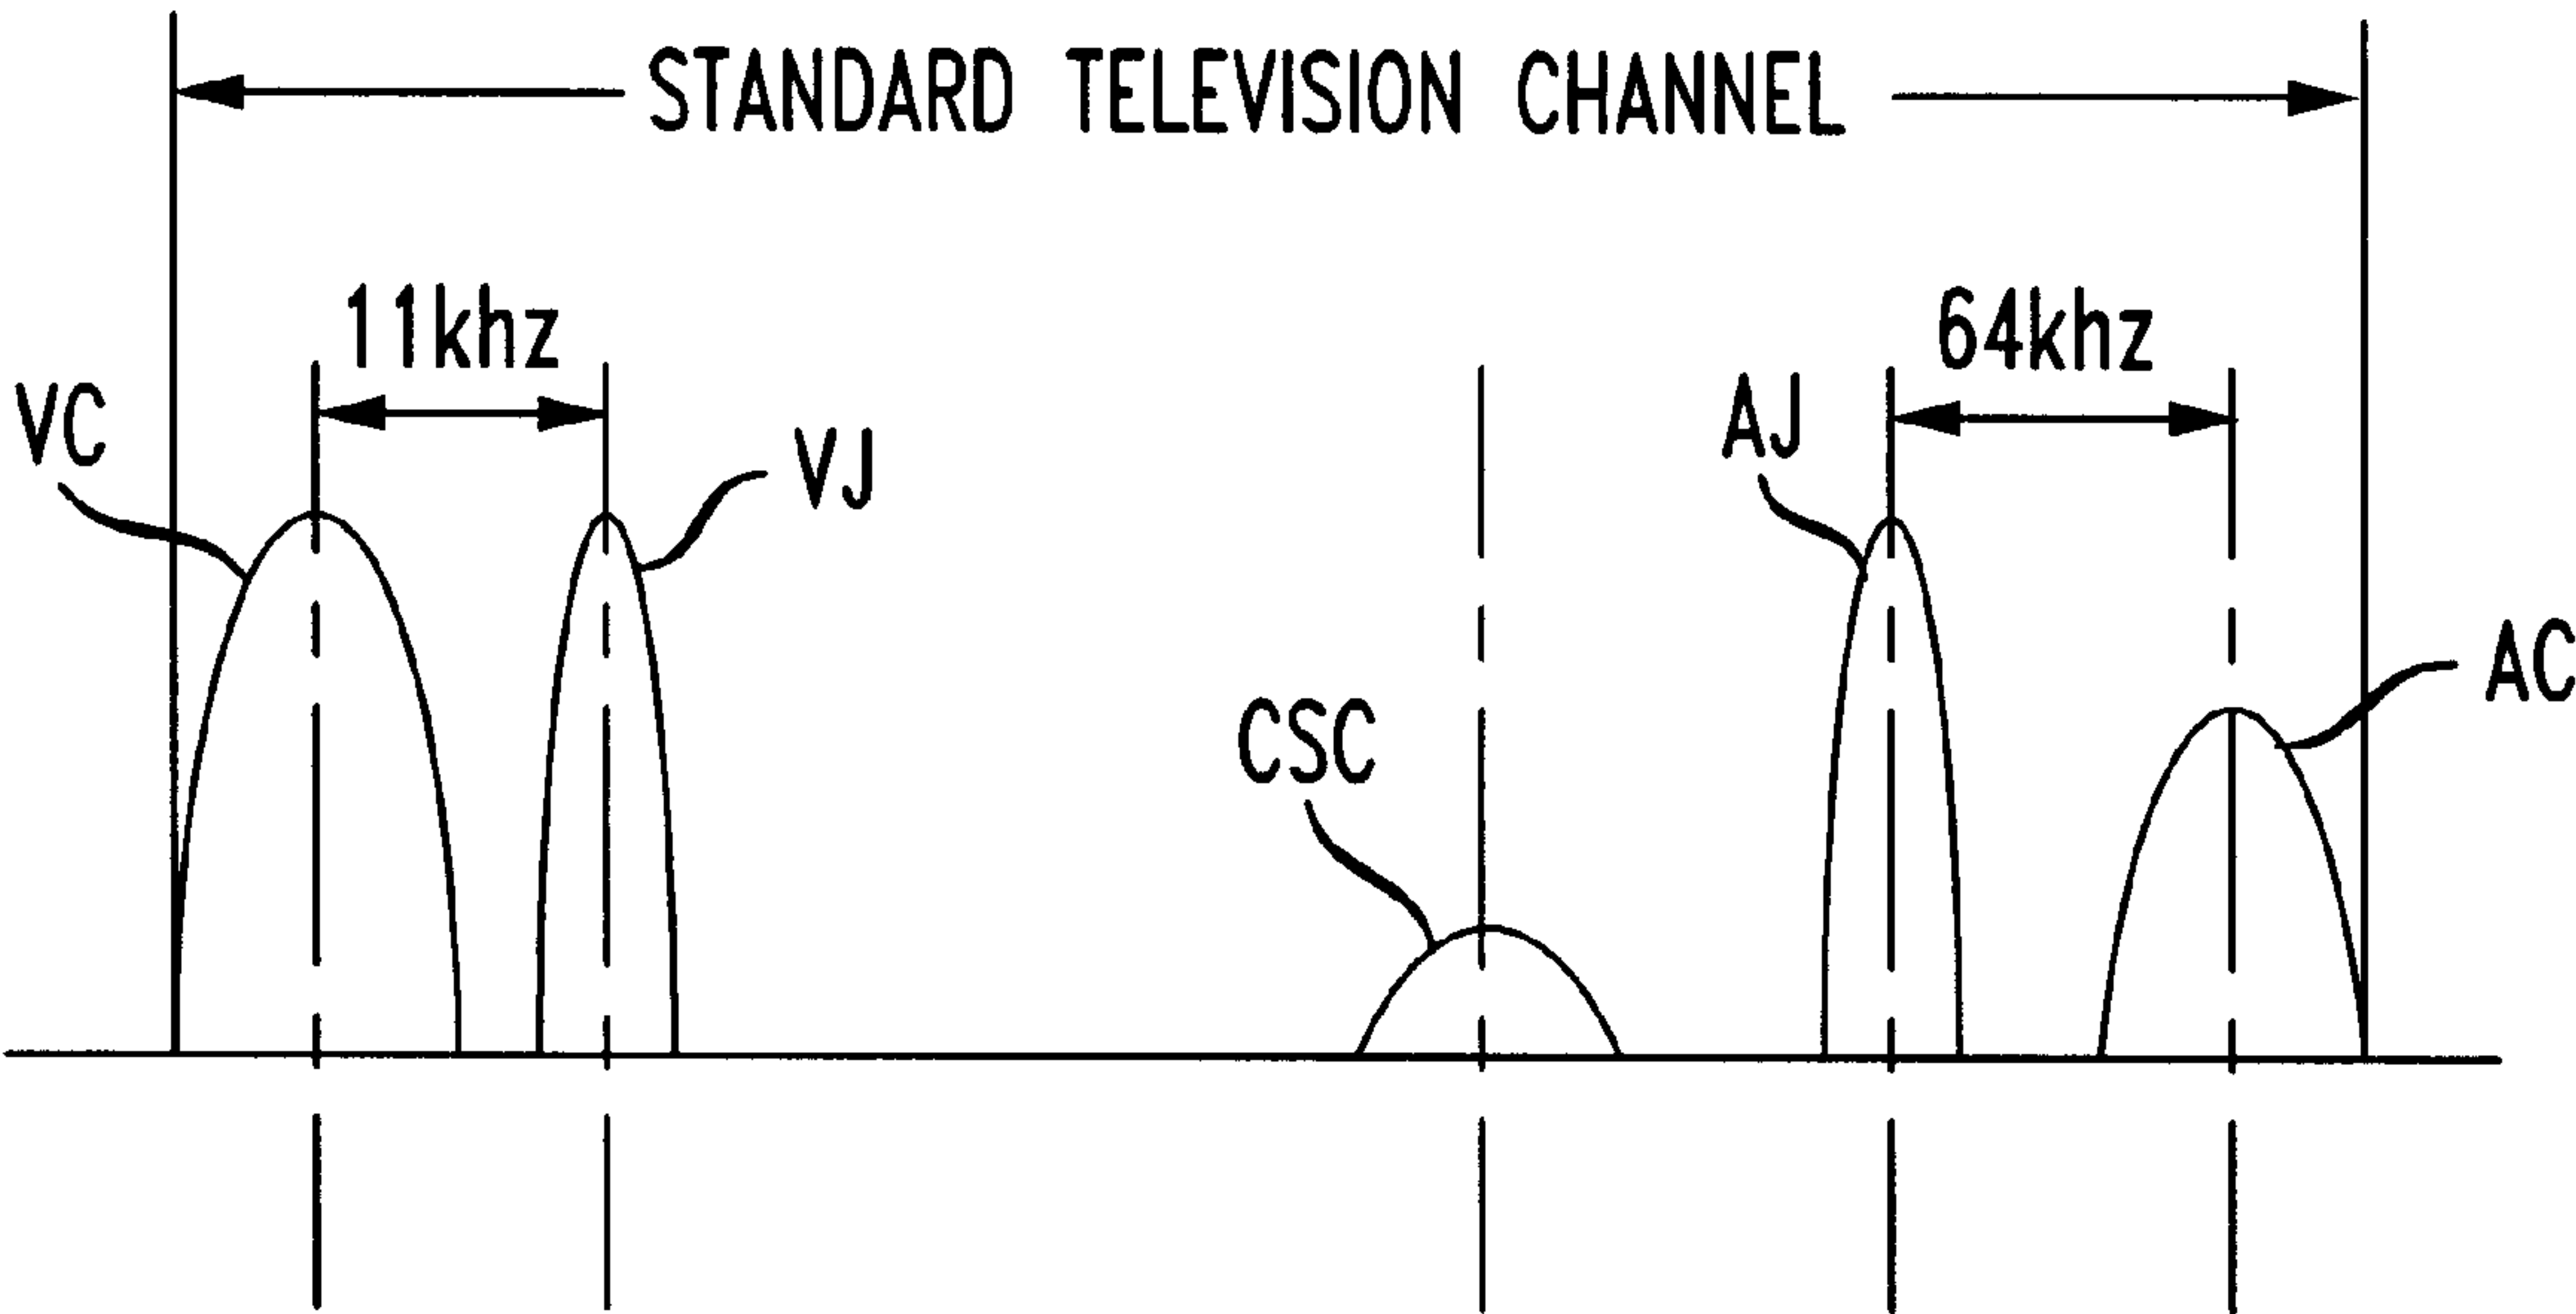 STANDARD TELEVISION CHANNEL
11khz
64khz
VC
VJ
AJ
AC
CSC